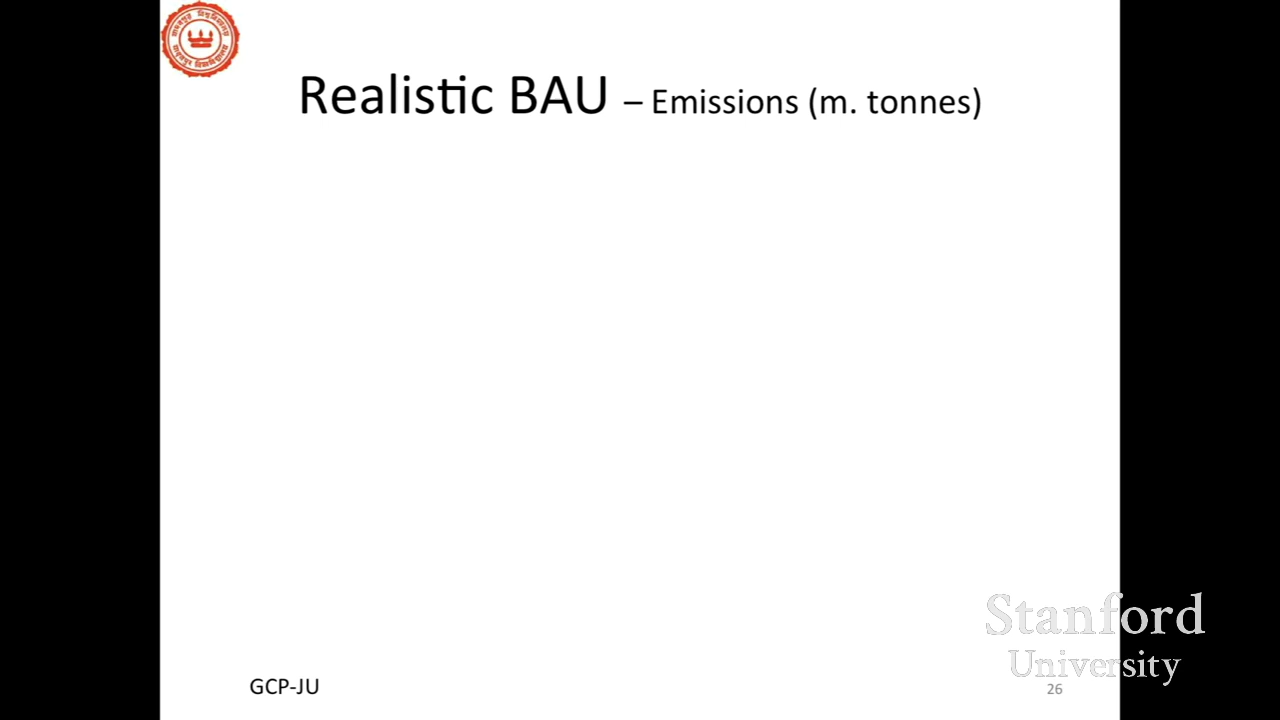 Realistic BAU – Emissions (m. tonnes)
Stanford
University
GCP-JU
26